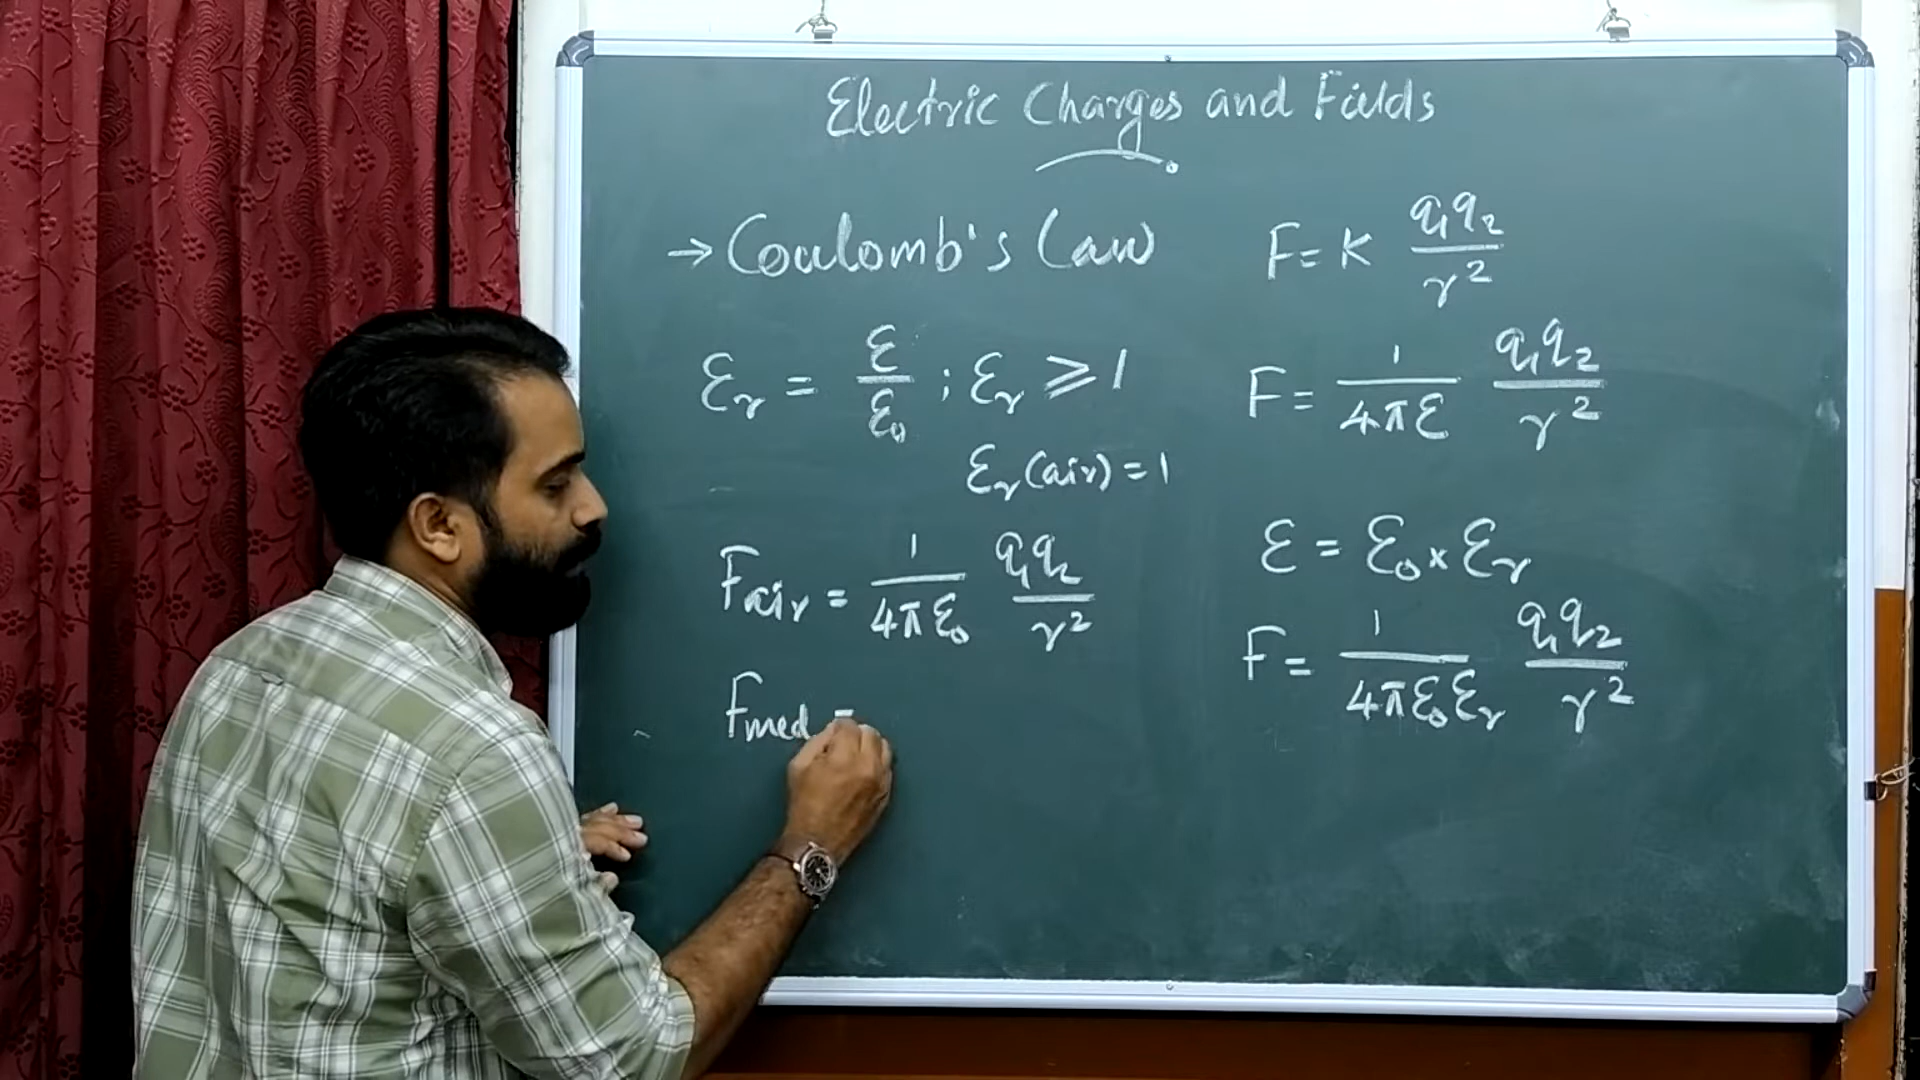 Electric Charges and Fields
→ Coulomb's Law
F = K q₁q₂/r²
εᵣ = ε/ε₀ ; εᵣ ⩾ 1
F = 1/4πε q₁q₂/r²
εᵣ (air) = 1
ε = ε₀ × εᵣ
Fair = 1/4πε₀ q₁q₂/r²
F = 1/4πε₀εᵣ q₁q₂/r²
Fmed =